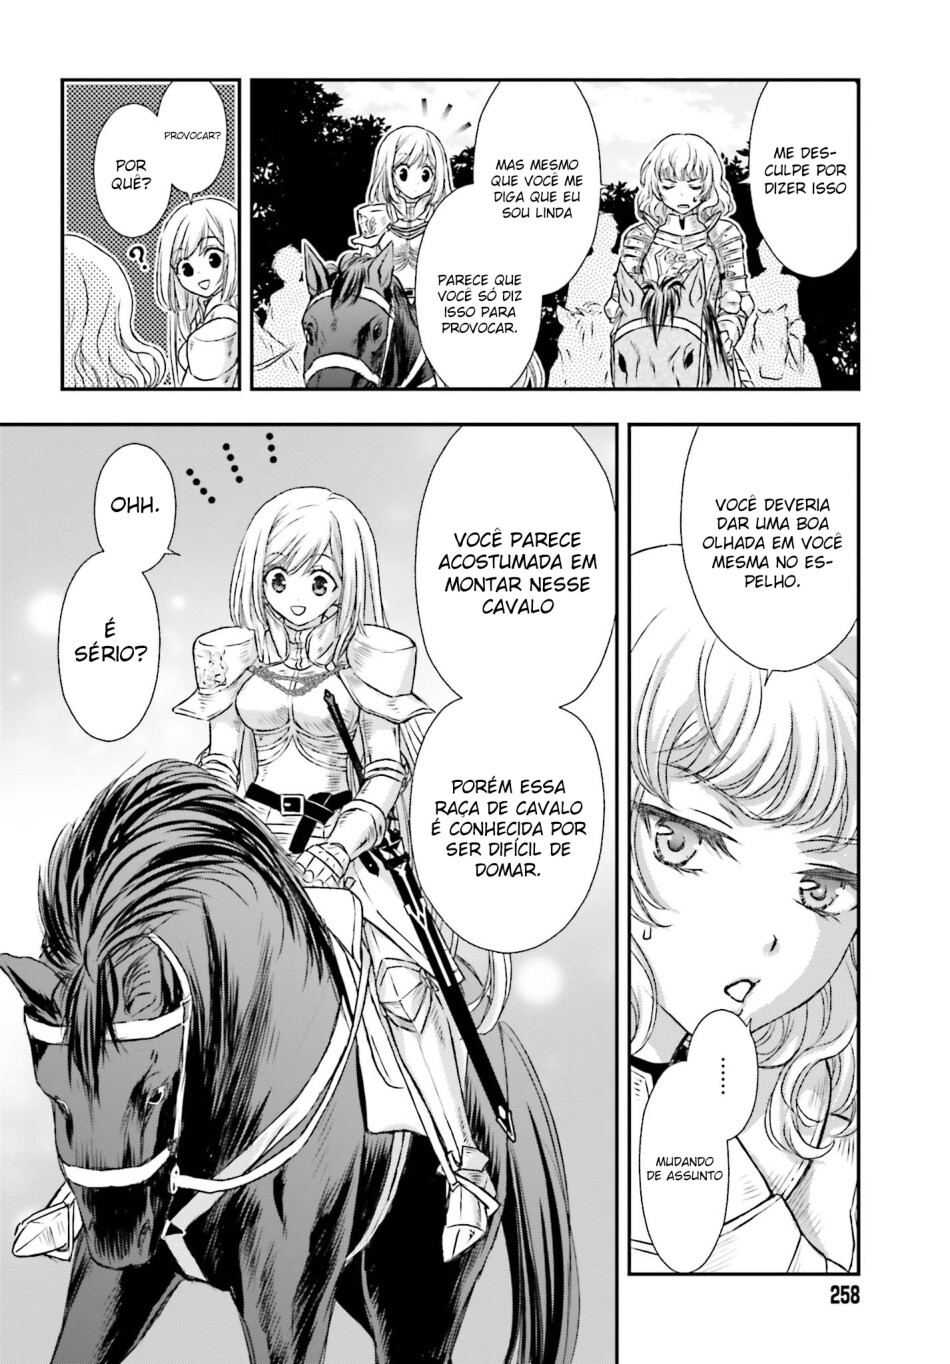 ME DES-
CULPE POR
DIZER ISSO
MAS MESMO
QUE VOCÊ ME
DIGA QUE EU
SOU LINDA
PARECE QUE
VOCÊ SÓ DIZ
ISSO PARA
PROVOCAR.
PROVOCAR?
POR
QUÊ?
?
VOCÊ DEVERIA
DAR UMA BOA
OLHADA EM VOCÊ
MESMA NO ES-
PELHO.
......
MUDANDO
DE ASSUNTO
VOCÊ PARECE
ACOSTUMADA EM
MONTAR NESSE
CAVALO
PORÉM ESSA
RAÇA DE CAVALO
É CONHECIDA POR
SER DIFÍCIL DE
DOMAR.
OHH.
É
SÉRIO?
258